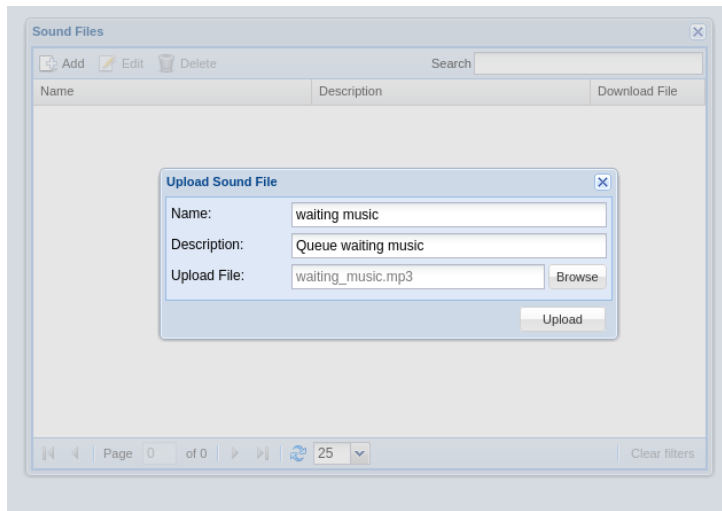 Sound Files
Add Edit Delete Search
Name Description Download File
Upload Sound File
Name: waiting music
Description: Queue waiting music
Upload File: waiting_music.mp3 Browse
Upload
Page 0 of 0 25 Clear filters